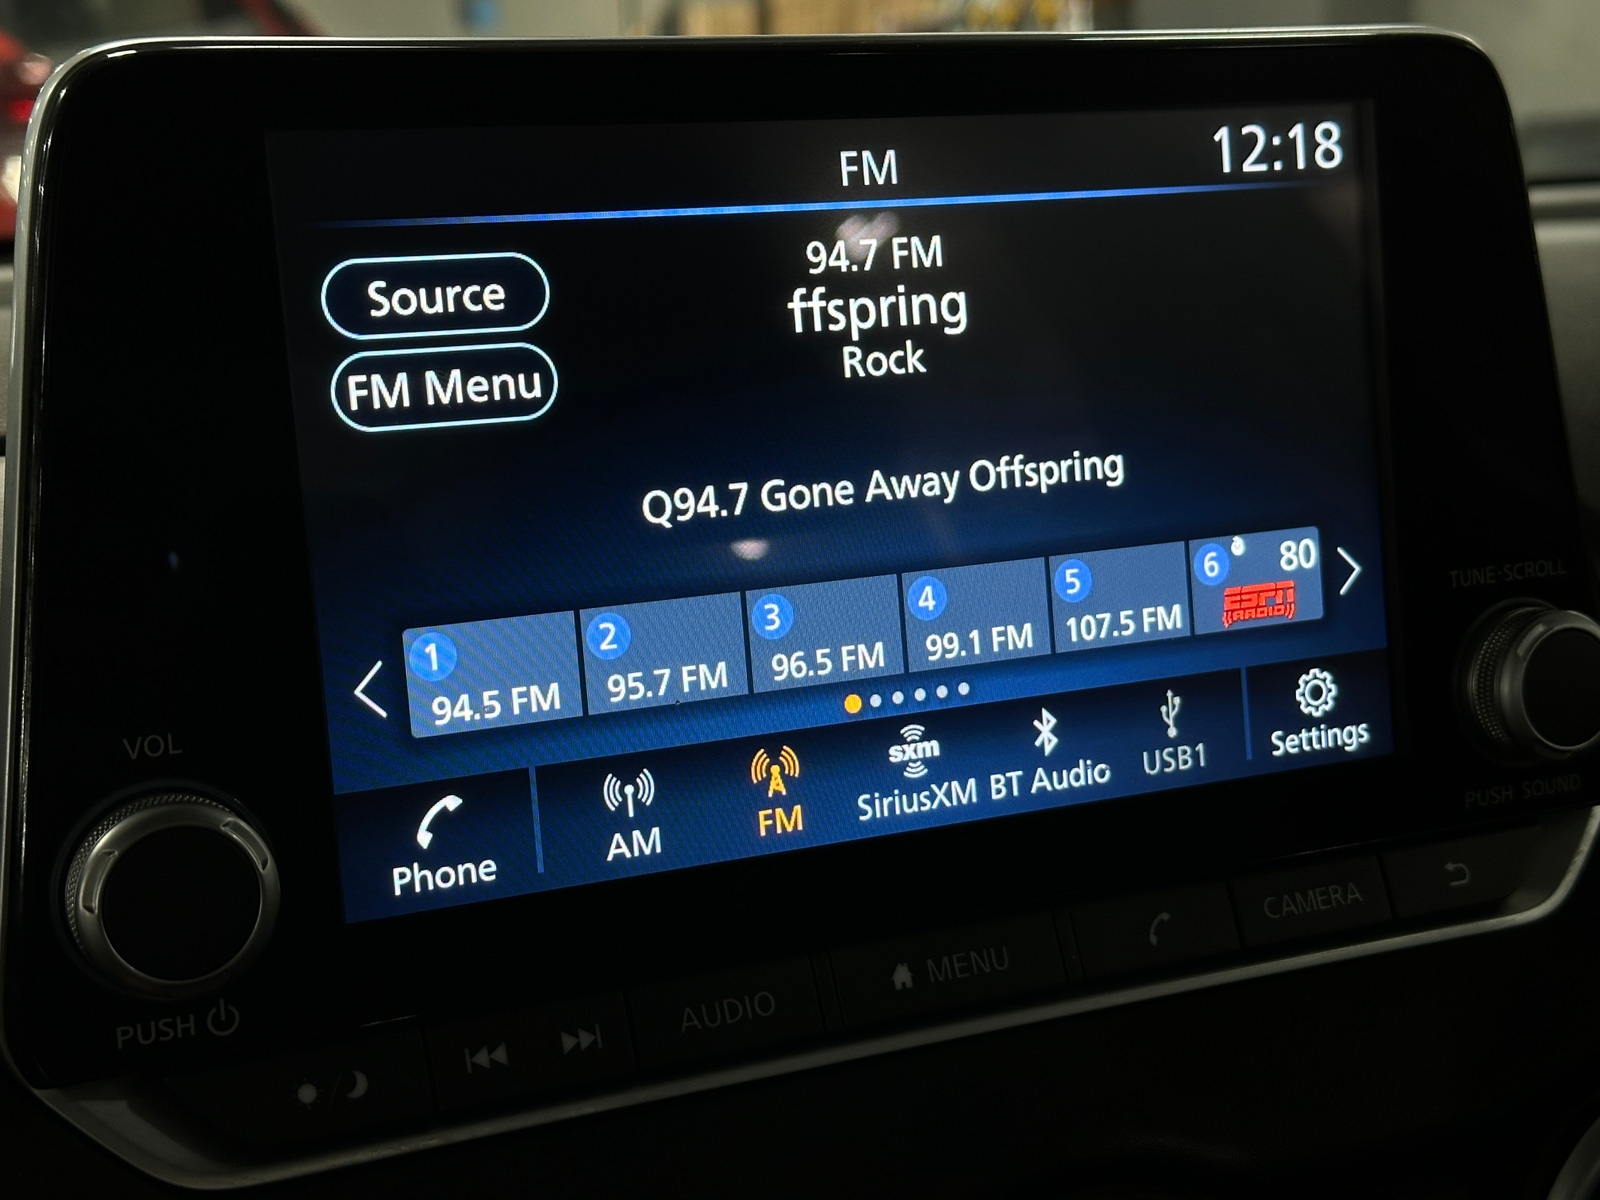 FM
12:18
94.7 FM
ffspring
Rock
Source
FM Menu
Q94.7 Gone Away Offspring
1
94.5 FM
2
95.7 FM
3
96.5 FM
4
99.1 FM
5
107.5 FM
6
80
ESPN
RADIO
Phone
AM
FM
sxm
SiriusXM
BT Audio
USB1
Settings
VOL
PUSH
TUNE·SCROLL
PUSH SOUND
AUDIO
MENU
CAMERA